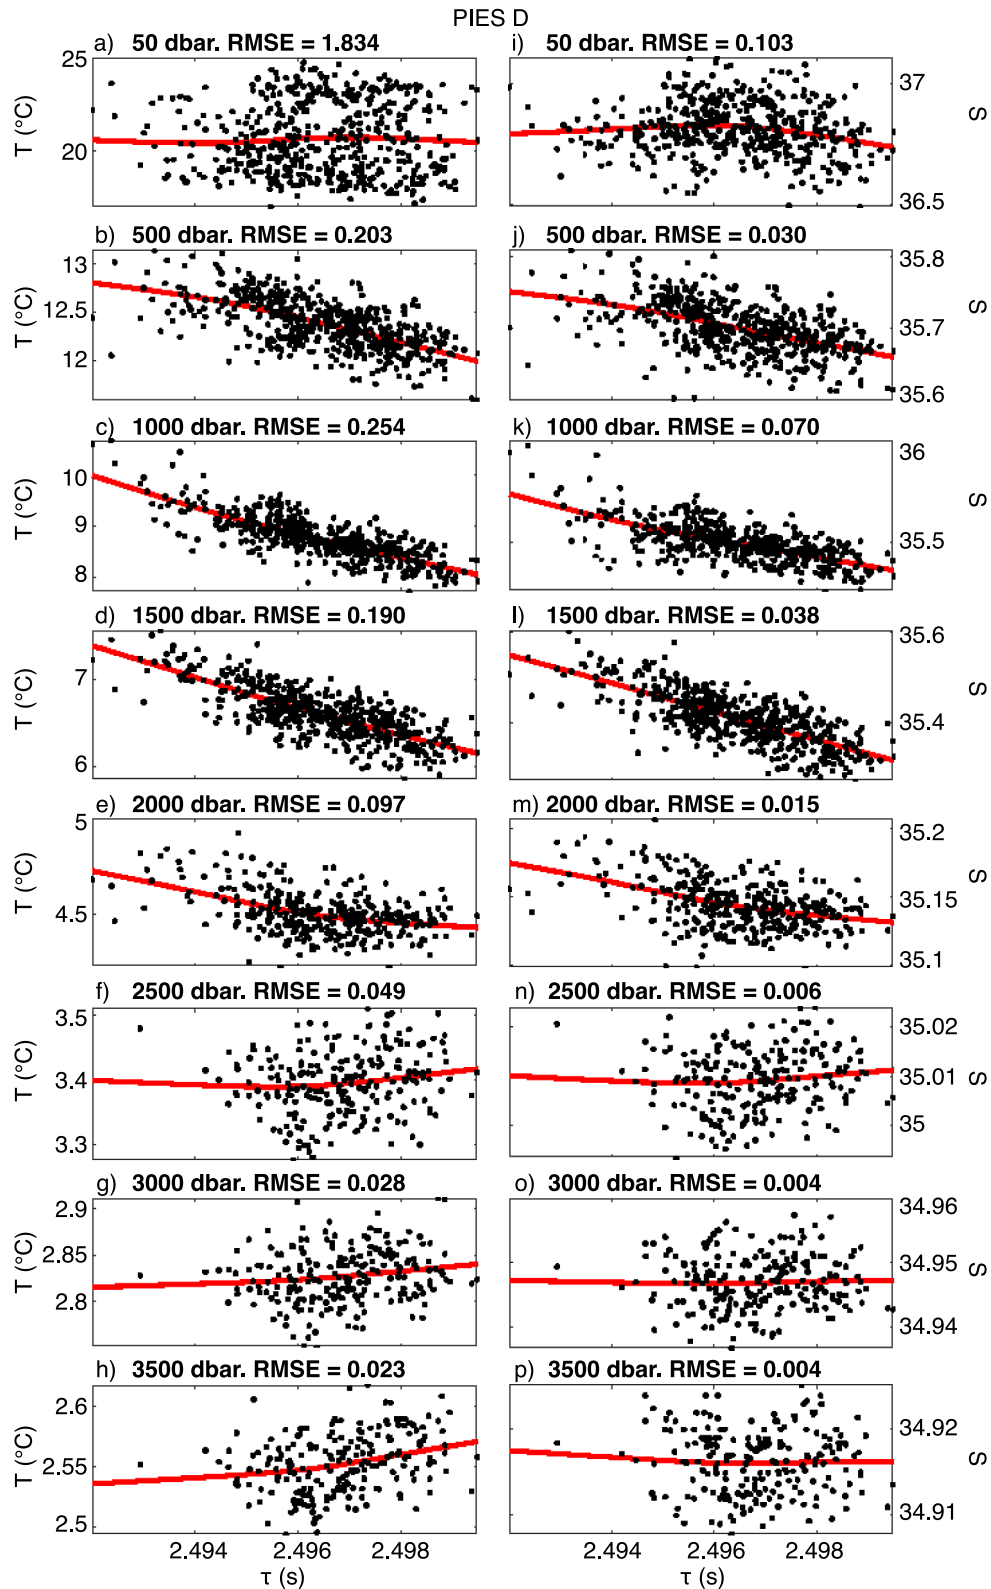 PIES D
a) 50 dbar. RMSE = 1.834
25
20
T (°C)
i) 50 dbar. RMSE = 0.103
37
36.5
S
b) 500 dbar. RMSE = 0.203
13
12.5
12
T (°C)
j) 500 dbar. RMSE = 0.030
35.8
35.7
35.6
S
c) 1000 dbar. RMSE = 0.254
10
9
8
T (°C)
k) 1000 dbar. RMSE = 0.070
36
35.5
S
d) 1500 dbar. RMSE = 0.190
7
6
T (°C)
l) 1500 dbar. RMSE = 0.038
35.6
35.4
S
e) 2000 dbar. RMSE = 0.097
5
4.5
T (°C)
m) 2000 dbar. RMSE = 0.015
35.2
35.15
35.1
S
f) 2500 dbar. RMSE = 0.049
3.5
3.4
3.3
T (°C)
n) 2500 dbar. RMSE = 0.006
35.02
35.01
35
S
g) 3000 dbar. RMSE = 0.028
2.9
2.85
2.8
T (°C)
o) 3000 dbar. RMSE = 0.004
34.96
34.95
34.94
S
h) 3500 dbar. RMSE = 0.023
2.6
2.55
2.5
T (°C)
p) 3500 dbar. RMSE = 0.004
34.92
34.91
S
2.494 2.496 2.498
τ (s)
2.494 2.496 2.498
τ (s)